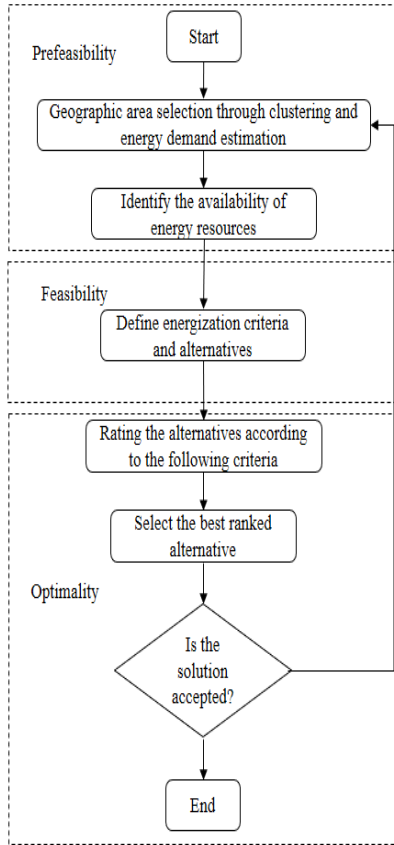 Start
Prefeasibility
Geographic area selection through clustering and
energy demand estimation
Identify the availability of
energy resources
Feasibility
Define energization criteria
and alternatives
Rating the alternatives according
to the following criteria
Select the best ranked
alternative
Optimality
Is the
solution
accepted?
End